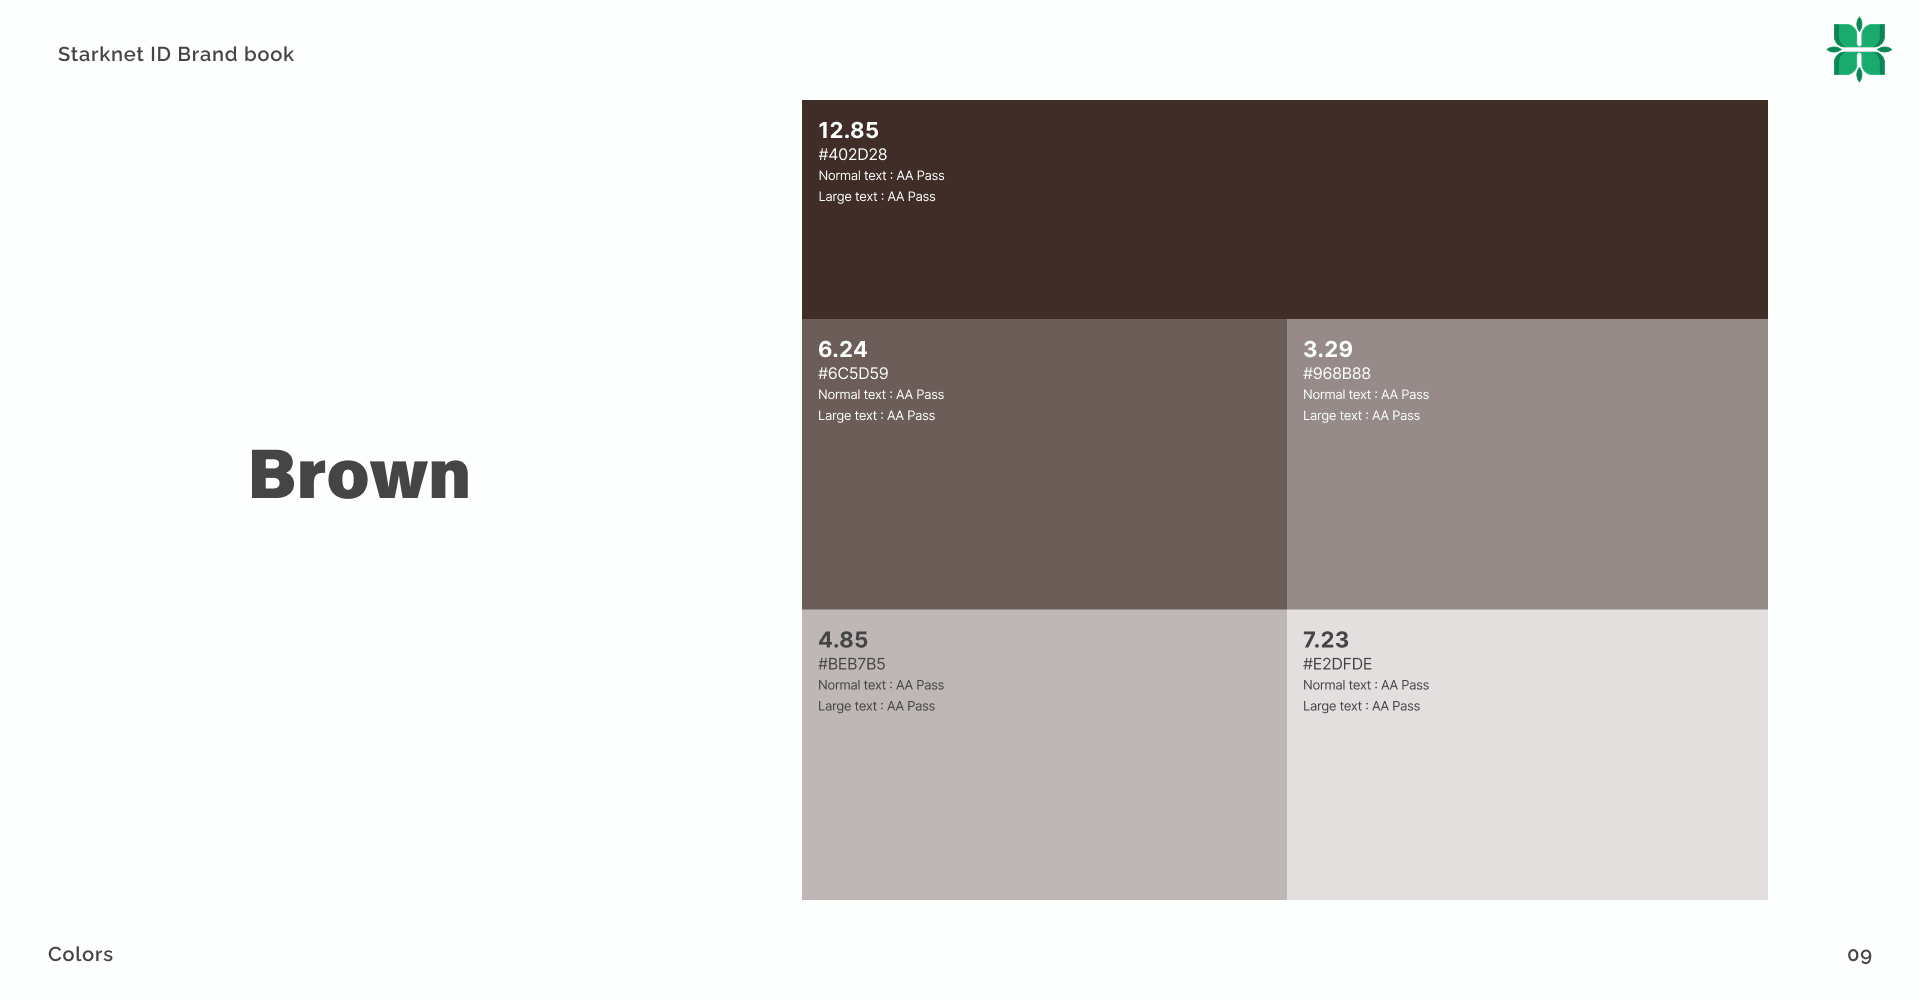 Starknet ID Brand book
12.85
#402D28
Normal text : AA Pass
Large text : AA Pass
6.24
#6C5D59
Normal text : AA Pass
Large text : AA Pass
3.29
#968B88
Normal text : AA Pass
Large text : AA Pass
Brown
4.85
#BEB7B5
Normal text : AA Pass
Large text : AA Pass
7.23
#E2DFDE
Normal text : AA Pass
Large text : AA Pass
Colors
09